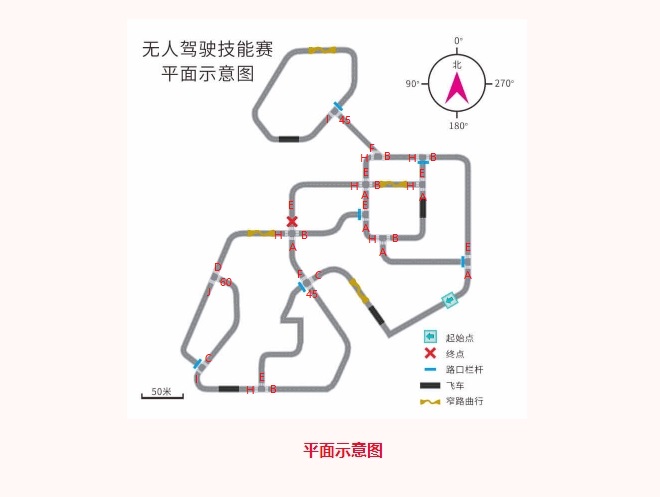 无人驾驶技能赛
平面示意图
0°
北
90°
270°
180°
I 45
F
H B H B
E E
H B H
A A
E E
A
H B
A
E
H B
A
E
A
D
60
J
F C
45
C
I
E
H B
起始点
终点
路口栏杆
飞车
窄路曲行
50米
平面示意图